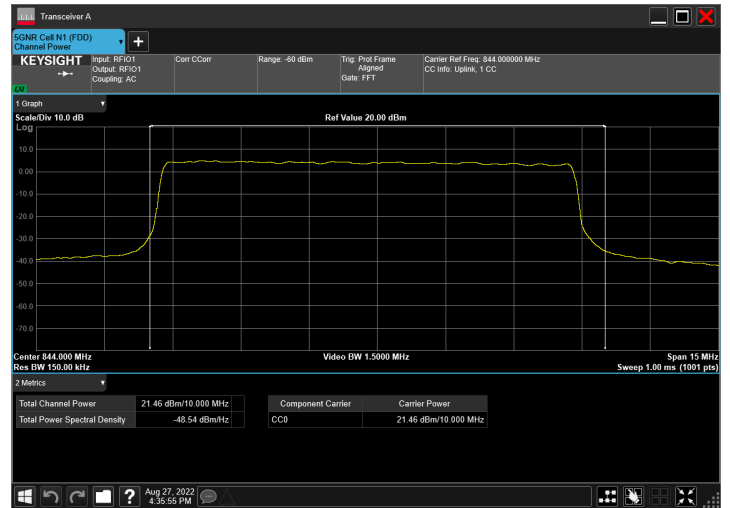 Transceiver A
5GNR Cell N1 (FDD)
Channel Power
KEYSIGHT
LXI
Input: RFIO1
Output: RFIO1
Coupling: AC
Corr CCorr
Range: -60 dBm
Trig: Prot Frame
Aligned
Gate: FFT
Carrier Ref Freq: 844.000000 MHz
CC Info: Uplink, 1 CC
1 Graph
Scale/Div 10.0 dB
Ref Value 20.00 dBm
Log
10.0
0.00
-10.0
-20.0
-30.0
-40.0
-50.0
-60.0
-70.0
Center 844.000 MHz
Video BW 1.5000 MHz
Span 15 MHz
Res BW 150.00 kHz
Sweep 1.00 ms (1001 pts)
2 Metrics
Total Channel Power 21.46 dBm/10.000 MHz
Total Power Spectral Density -48.54 dBm/Hz
Component Carrier Carrier Power
CC0 21.46 dBm/10.000 MHz
?
Aug 27, 2022
4:35:55 PM